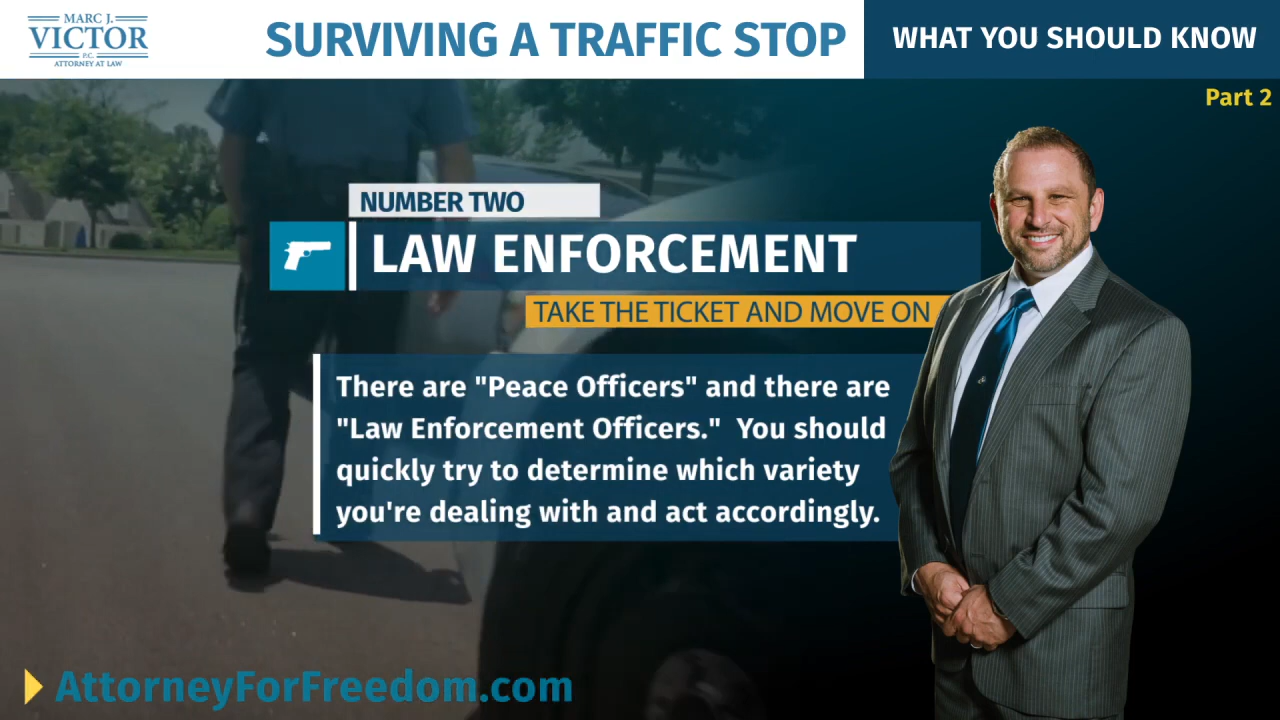 MARC J.
VICTOR
P.C.
ATTORNEY AT LAW
SURVIVING A TRAFFIC STOP
WHAT YOU SHOULD KNOW
Part 2
NUMBER TWO
LAW ENFORCEMENT
TAKE THE TICKET AND MOVE ON
There are "Peace Officers" and there are
"Law Enforcement Officers."  You should
quickly try to determine which variety
you're dealing with and act accordingly.
AttorneyForFreedom.com